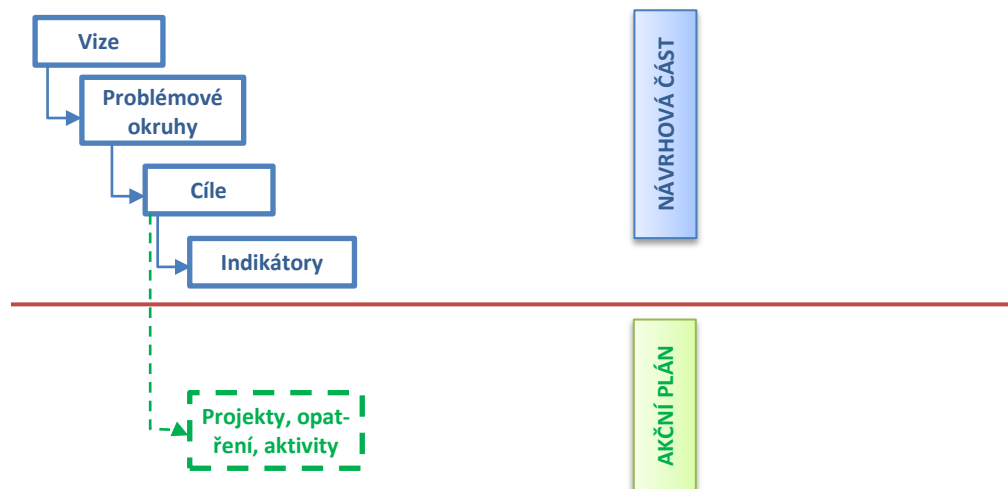 Vize
Problémové
okruhy
Cíle
Indikátory
NÁVRHOVÁ ČÁST
Projekty, opat-
ření, aktivity
AKČNÍ PLÁN